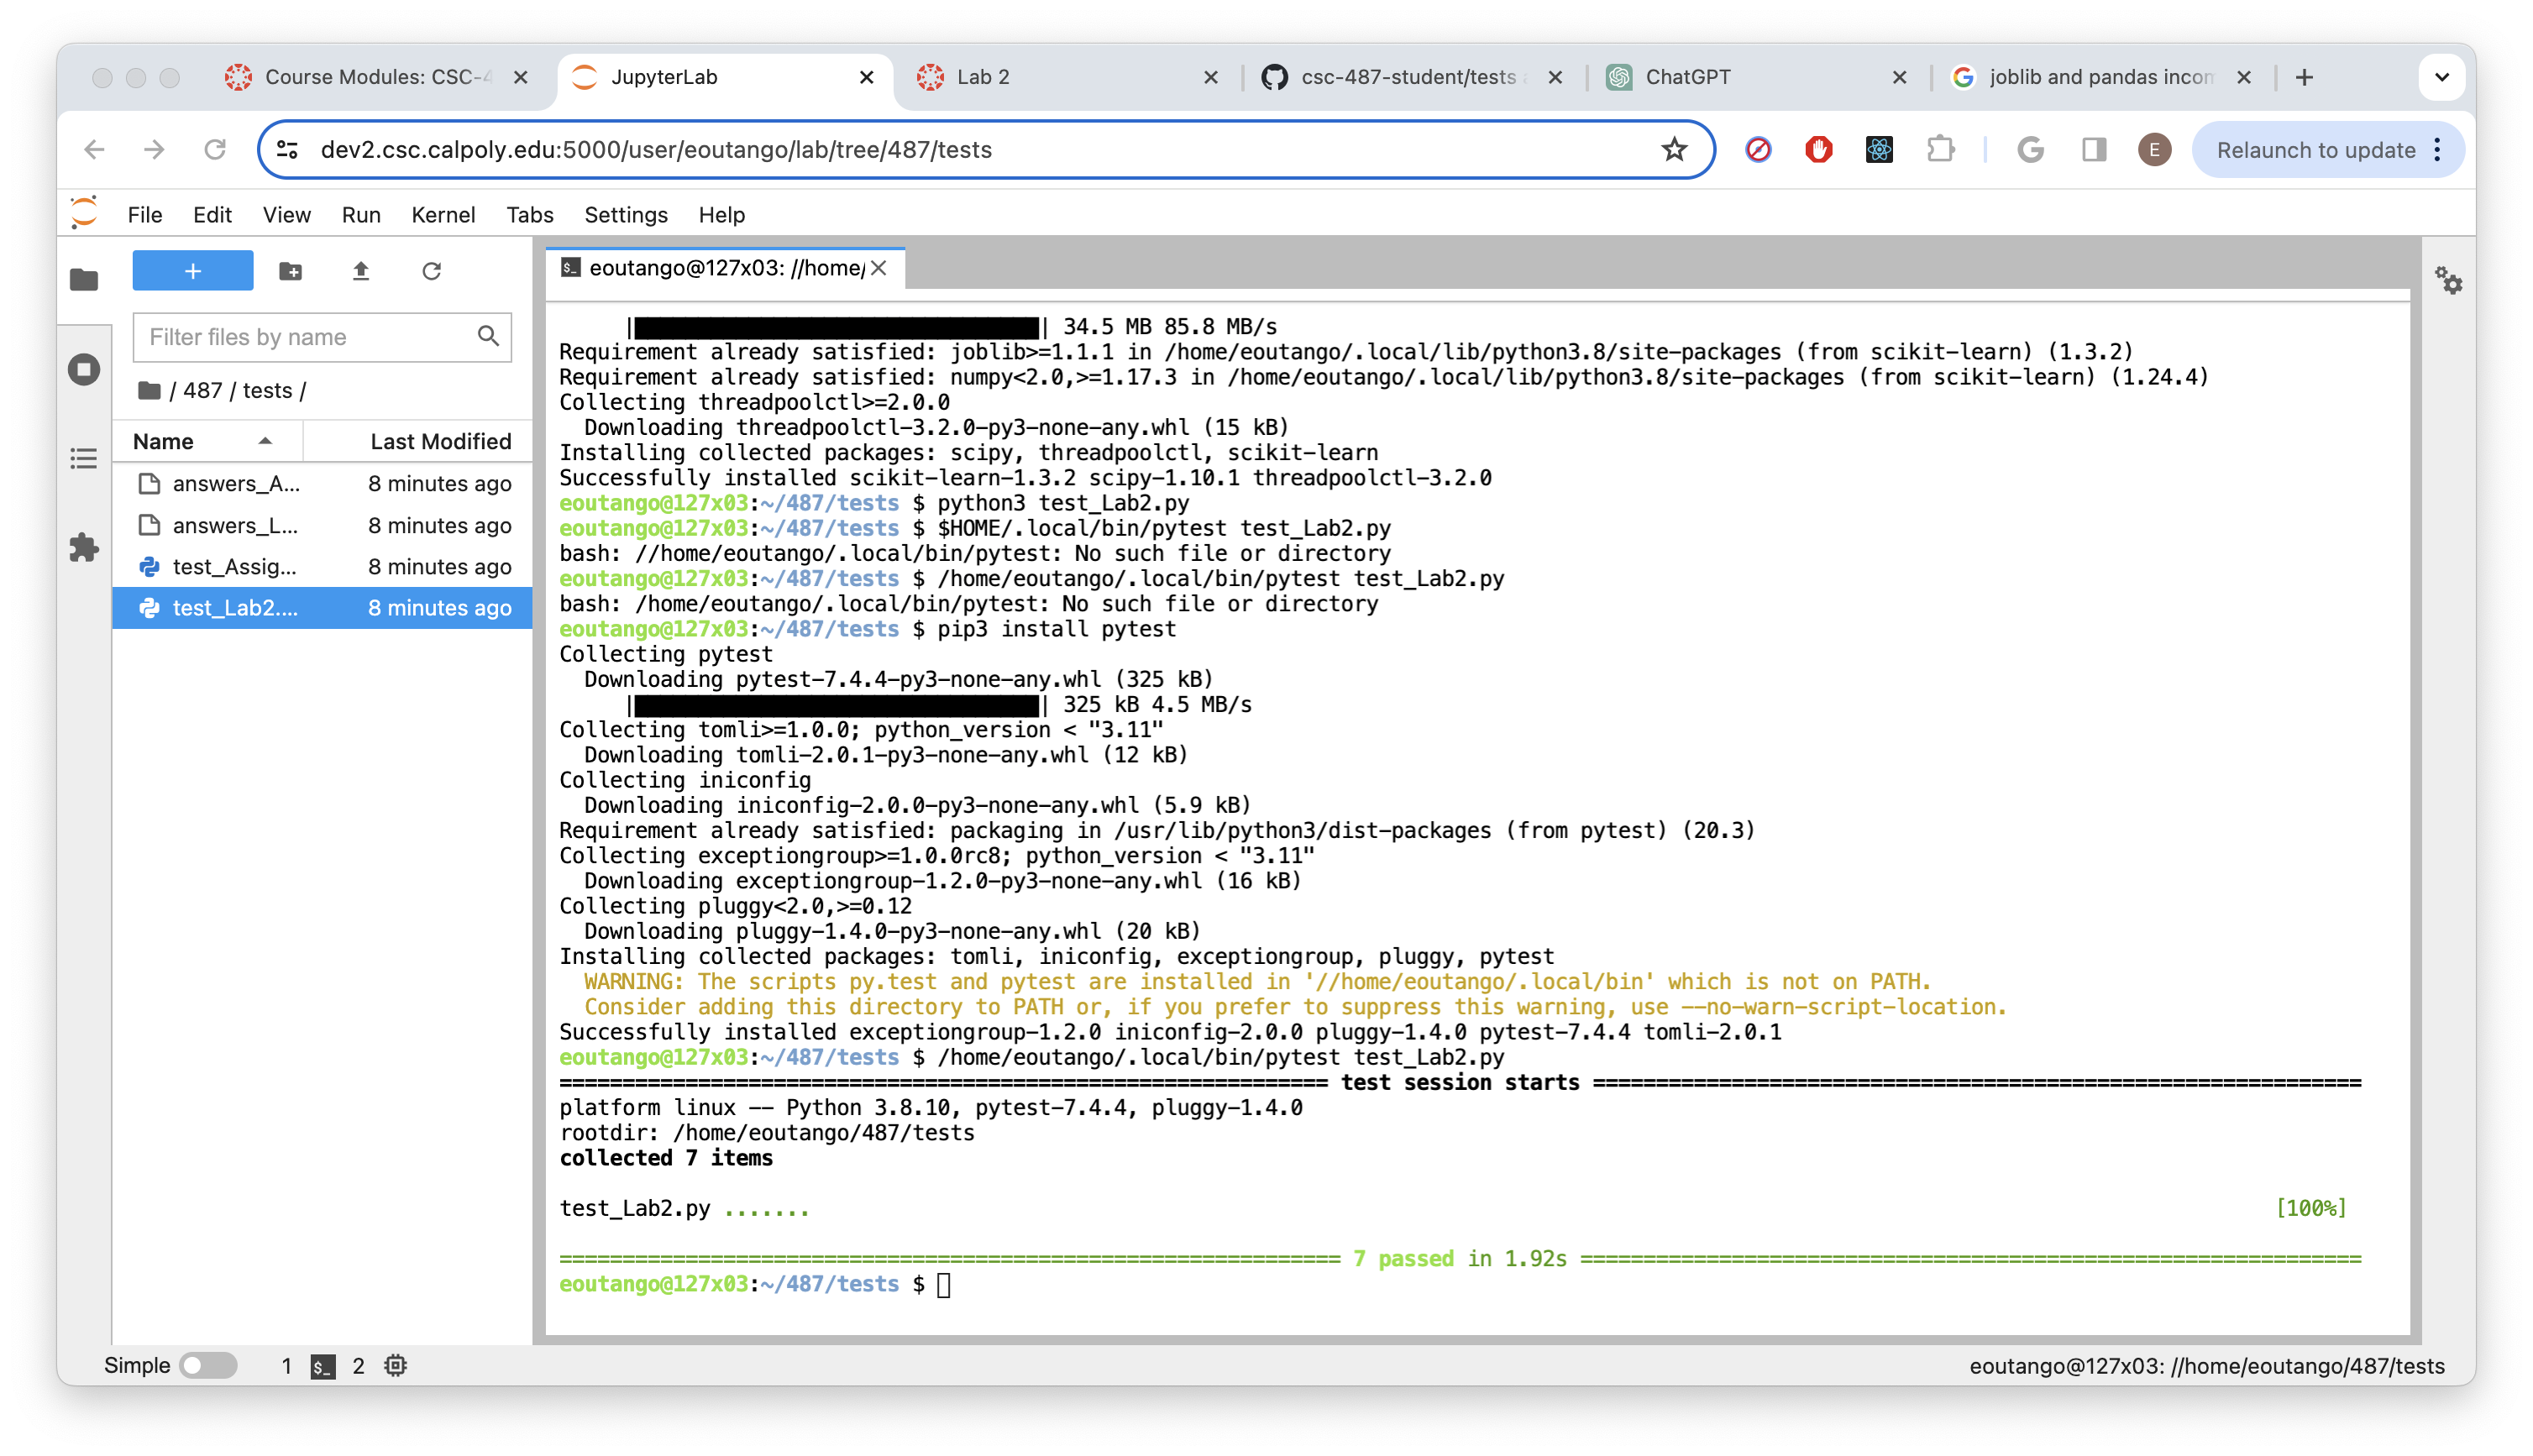 Course Modules: CSC-4
JupyterLab
Lab 2
csc-487-student/tests
ChatGPT
joblib and pandas incom
dev2.csc.calpoly.edu:5000/user/eoutango/lab/tree/487/tests
E
Relaunch to update
File Edit View Run Kernel Tabs Settings Help
+
Filter files by name
/ 487 / tests /
Name Last Modified
answers_A... 8 minutes ago
answers_L... 8 minutes ago
test_Assig... 8 minutes ago
test_Lab2.... 8 minutes ago
eoutango@127x03: //home/
| 34.5 MB 85.8 MB/s
Requirement already satisfied: joblib>=1.1.1 in /home/eoutango/.local/lib/python3.8/site-packages (from scikit-learn) (1.3.2)
Requirement already satisfied: numpy<2.0,>=1.17.3 in /home/eoutango/.local/lib/python3.8/site-packages (from scikit-learn) (1.24.4)
Collecting threadpoolctl>=2.0.0
Downloading threadpoolctl-3.2.0-py3-none-any.whl (15 kB)
Installing collected packages: scipy, threadpoolctl, scikit-learn
Successfully installed scikit-learn-1.3.2 scipy-1.10.1 threadpoolctl-3.2.0
eoutango@127x03:~/487/tests $ python3 test_Lab2.py
eoutango@127x03:~/487/tests $ $HOME/.local/bin/pytest test_Lab2.py
bash: //home/eoutango/.local/bin/pytest: No such file or directory
eoutango@127x03:~/487/tests $ /home/eoutango/.local/bin/pytest test_Lab2.py
bash: /home/eoutango/.local/bin/pytest: No such file or directory
eoutango@127x03:~/487/tests $ pip3 install pytest
Collecting pytest
Downloading pytest-7.4.4-py3-none-any.whl (325 kB)
| 325 kB 4.5 MB/s
Collecting tomli>=1.0.0; python_version < "3.11"
Downloading tomli-2.0.1-py3-none-any.whl (12 kB)
Collecting iniconfig
Downloading iniconfig-2.0.0-py3-none-any.whl (5.9 kB)
Requirement already satisfied: packaging in /usr/lib/python3/dist-packages (from pytest) (20.3)
Collecting exceptiongroup>=1.0.0rc8; python_version < "3.11"
Downloading exceptiongroup-1.2.0-py3-none-any.whl (16 kB)
Collecting pluggy<2.0,>=0.12
Downloading pluggy-1.4.0-py3-none-any.whl (20 kB)
Installing collected packages: tomli, iniconfig, exceptiongroup, pluggy, pytest
WARNING: The scripts py.test and pytest are installed in '//home/eoutango/.local/bin' which is not on PATH.
Consider adding this directory to PATH or, if you prefer to suppress this warning, use --no-warn-script-location.
Successfully installed exceptiongroup-1.2.0 iniconfig-2.0.0 pluggy-1.4.0 pytest-7.4.4 tomli-2.0.1
eoutango@127x03:~/487/tests $ /home/eoutango/.local/bin/pytest test_Lab2.py
============================================================= test session starts =============================================================
platform linux -- Python 3.8.10, pytest-7.4.4, pluggy-1.4.0
rootdir: /home/eoutango/487/tests
collected 7 items
test_Lab2.py ....... [100%]
============================================================== 7 passed in 1.92s ==============================================================
eoutango@127x03:~/487/tests $
Simple 1 $_ 2
eoutango@127x03: //home/eoutango/487/tests